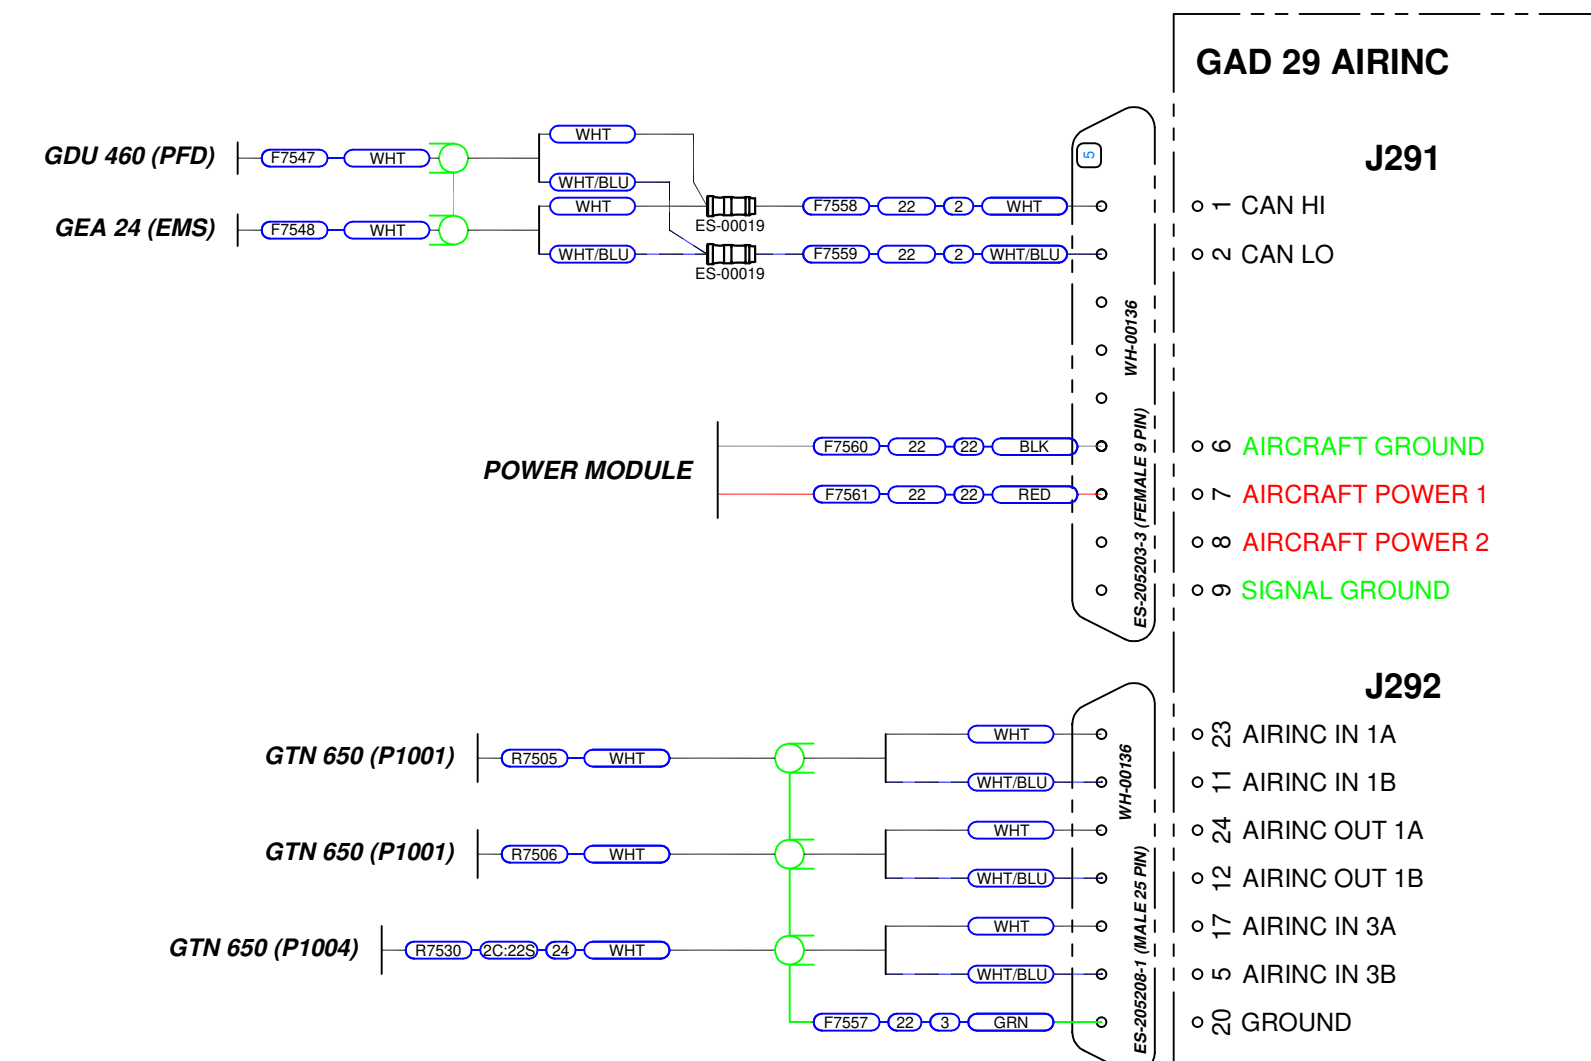 GAD 29 AIRINC
J291
5
GDU 460 (PFD) F7547 WHT WHT
WHT/BLU
GEA 24 (EMS) F7548 WHT WHT ES-00019 F7558 22 2 WHT 1 CAN HI
WHT/BLU ES-00019 F7559 22 2 WHT/BLU 2 CAN LO
WH-00136
ES-205203-3 (FEMALE 9 PIN)
POWER MODULE
F7560 22 22 BLK 6 AIRCRAFT GROUND
F7561 22 22 RED 7 AIRCRAFT POWER 1
8 AIRCRAFT POWER 2
9 SIGNAL GROUND
J292
GTN 650 (P1001) R7505 WHT
WHT 23 AIRINC IN 1A
WHT/BLU 11 AIRINC IN 1B
WH-00136
GTN 650 (P1001) R7506 WHT
WHT 24 AIRINC OUT 1A
WHT/BLU 12 AIRINC OUT 1B
ES-205208-1 (MALE 25 PIN)
GTN 650 (P1004) R7530 2C:22S 24 WHT
WHT 17 AIRINC IN 3A
WHT/BLU 5 AIRINC IN 3B
F7557 22 3 GRN 20 GROUND